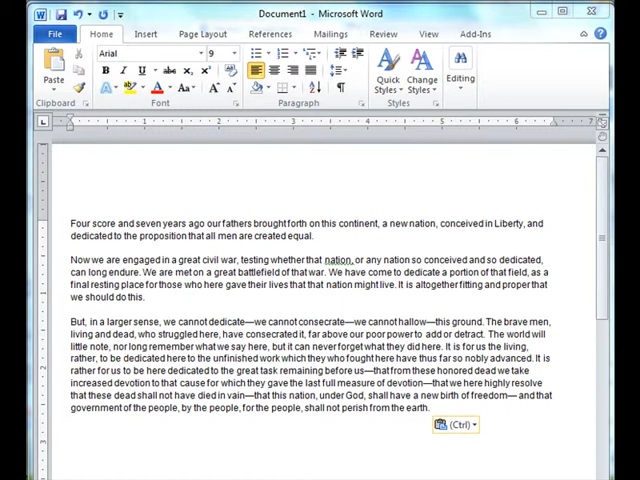 Document1 - Microsoft Word
File Home Insert Page Layout References Mailings Review View Add-Ins
Arial 9
Paste
Quick Styles
Change Styles
Editing
Clipboard Font Paragraph Styles
1 2 3 4 5 6 7
Four score and seven years ago our fathers brought forth on this continent, a new nation, conceived in Liberty, and
dedicated to the proposition that all men are created equal.
Now we are engaged in a great civil war, testing whether that nation, or any nation so conceived and so dedicated,
can long endure. We are met on a great battlefield of that war. We have come to dedicate a portion of that field, as a
final resting place for those who here gave their lives that that nation might live. It is altogether fitting and proper that
we should do this.
But, in a larger sense, we cannot dedicate—we cannot consecrate—we cannot hallow—this ground. The brave men,
living and dead, who struggled here, have consecrated it, far above our poor power to add or detract. The world will
little note, nor long remember what we say here, but it can never forget what they did here. It is for us the living,
rather, to be dedicated here to the unfinished work which they who fought here have thus far so nobly advanced. It is
rather for us to be here dedicated to the great task remaining before us—that from these honored dead we take
increased devotion to that cause for which they gave the last full measure of devotion—that we here highly resolve
that these dead shall not have died in vain—that this nation, under God, shall have a new birth of freedom— and that
government of the people, by the people, for the people, shall not perish from the earth.
(Ctrl)